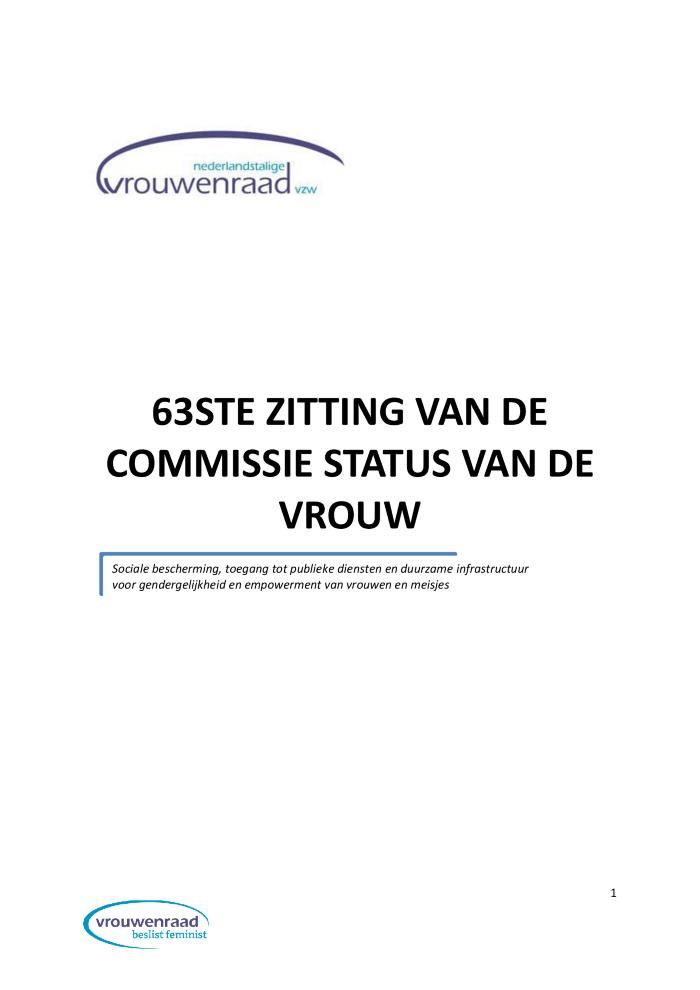 nederlandstalige
vrouwenraad vzw
63STE ZITTING VAN DE
COMMISSIE STATUS VAN DE
VROUW
Sociale bescherming, toegang tot publieke diensten en duurzame infrastructuur
voor gendergelijkheid en empowerment van vrouwen en meisjes
1
vrouwenraad
beslist feminist